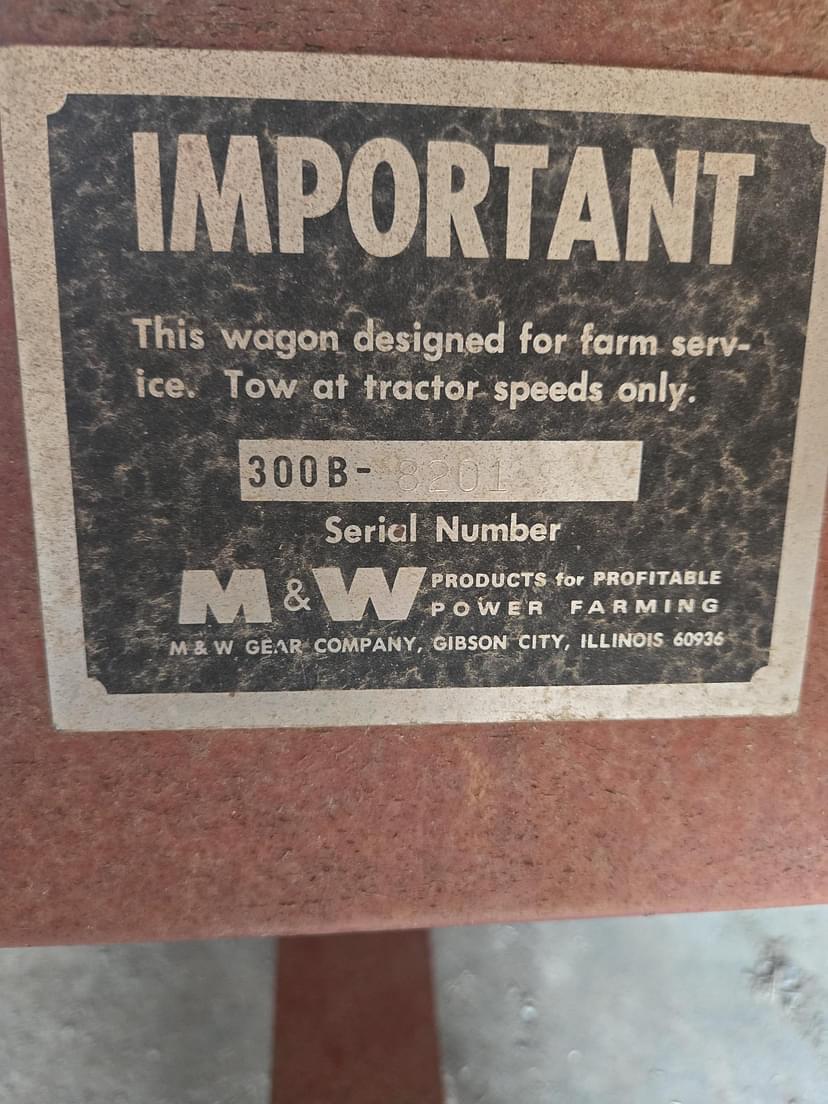 IMPORTANT
This wagon designed for farm serv-
ice. Tow at tractor speeds only.
300B- 8201
Serial Number
M & W PRODUCTS for PROFITABLE
POWER FARMING
M & W GEAR COMPANY, GIBSON CITY, ILLINOIS 60936